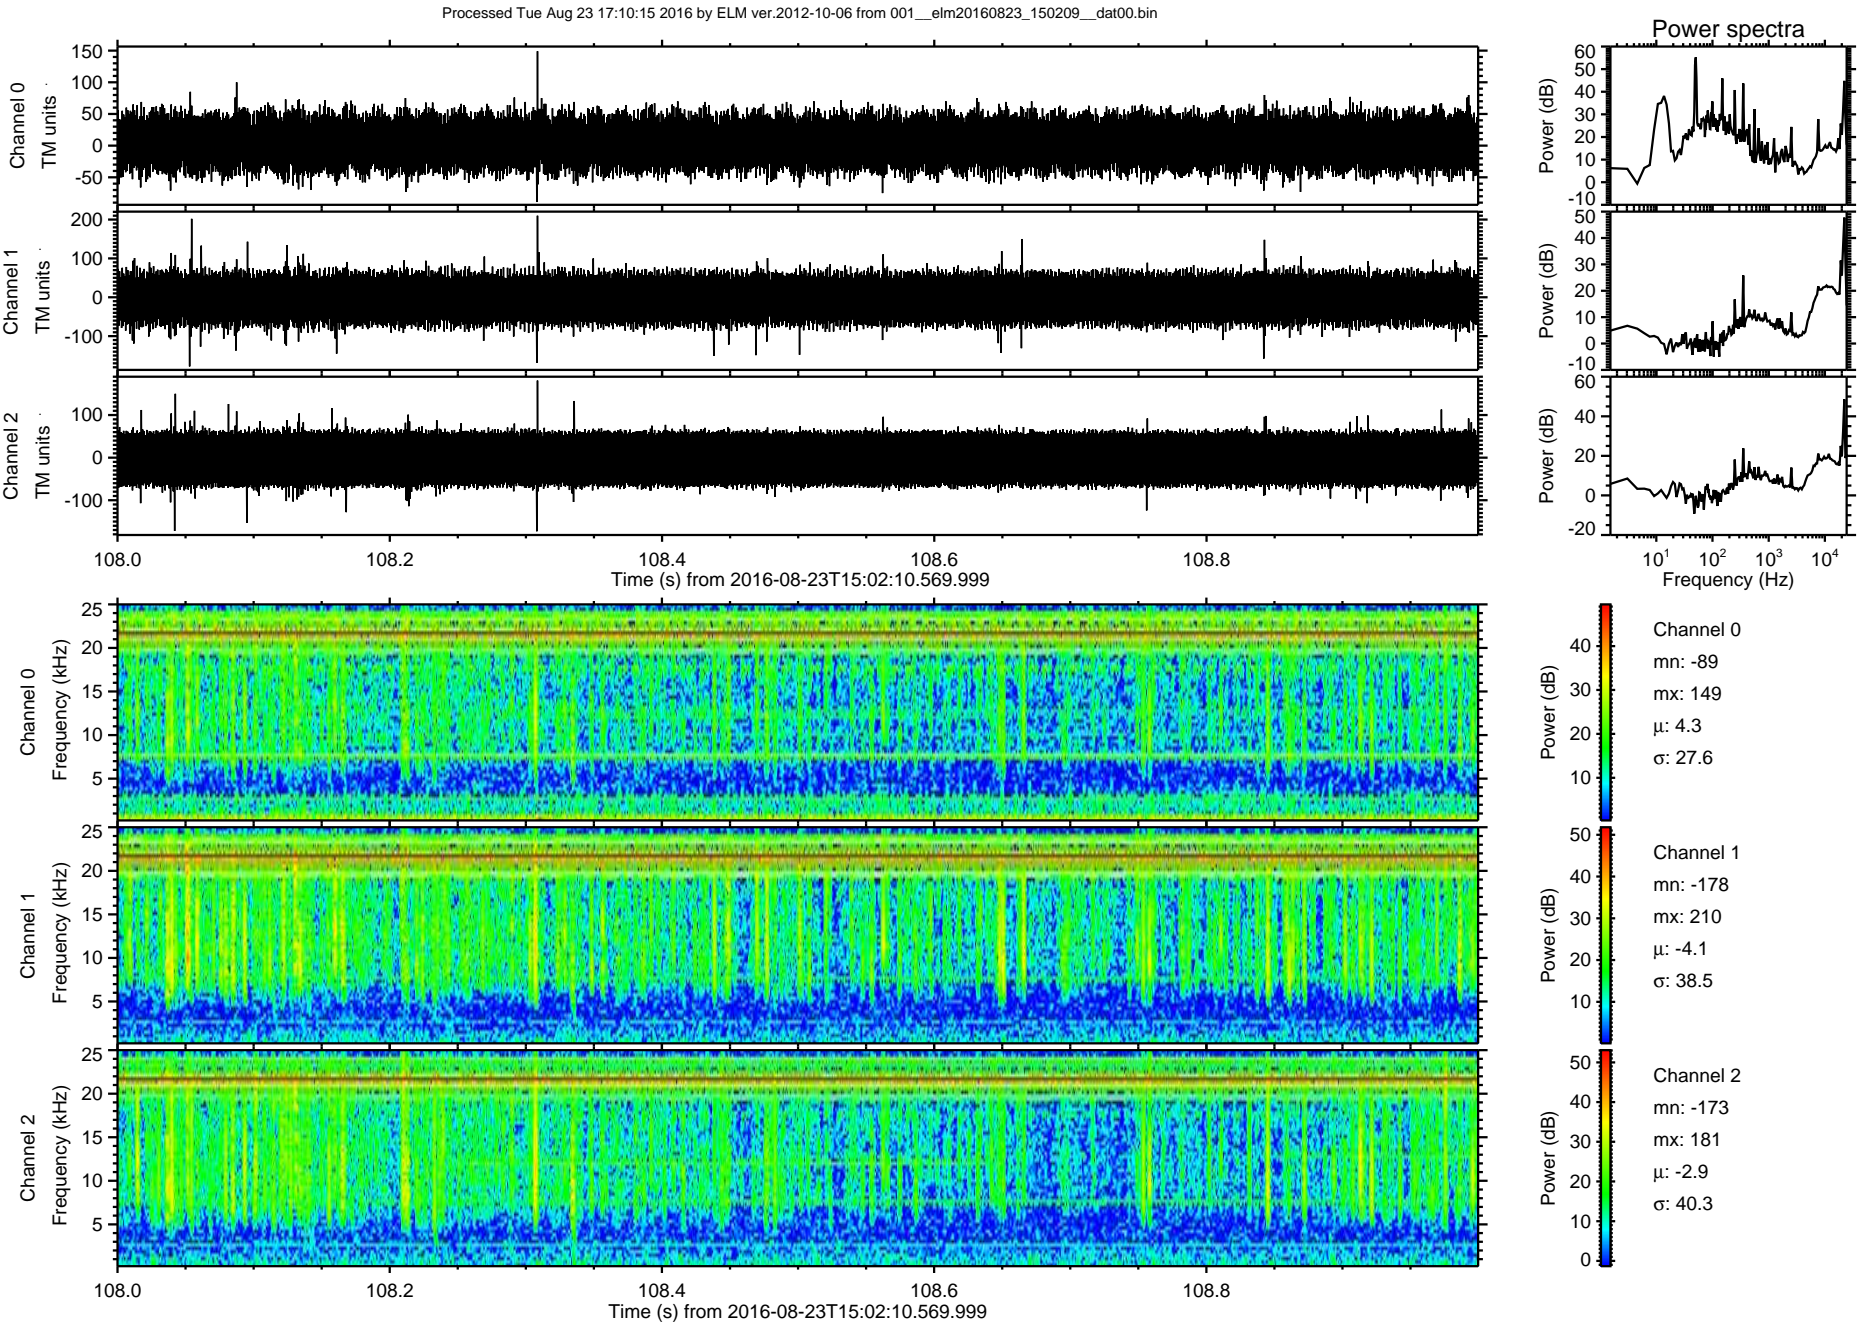 Processed Tue Aug 23 17:10:15 2016 by ELM ver.2012-10-06 from 001__elm20160823_150209__dat00.bin
Power spectra
Channel 0
TM units
150
100
50
0
-50
Power (dB)
60
50
40
30
20
10
0
-10
Channel 1
TM units
200
100
0
-100
Power (dB)
50
40
30
20
10
0
-10
Channel 2
TM units
100
0
-100
Power (dB)
60
40
20
0
-20
108.0 108.2 108.4 108.6 108.8
Time (s) from 2016-08-23T15:02:10.569.999
10¹ 10² 10³ 10⁴
Frequency (Hz)
Channel 0
Frequency (kHz)
25
20
15
10
5
Power (dB)
40
30
20
10
Channel 0
mn: -89
mx: 149
μ: 4.3
σ: 27.6
Channel 1
Frequency (kHz)
25
20
15
10
5
Power (dB)
50
40
30
20
10
Channel 1
mn: -178
mx: 210
μ: -4.1
σ: 38.5
Channel 2
Frequency (kHz)
25
20
15
10
5
Power (dB)
50
40
30
20
10
0
Channel 2
mn: -173
mx: 181
μ: -2.9
σ: 40.3
108.0 108.2 108.4 108.6 108.8
Time (s) from 2016-08-23T15:02:10.569.999